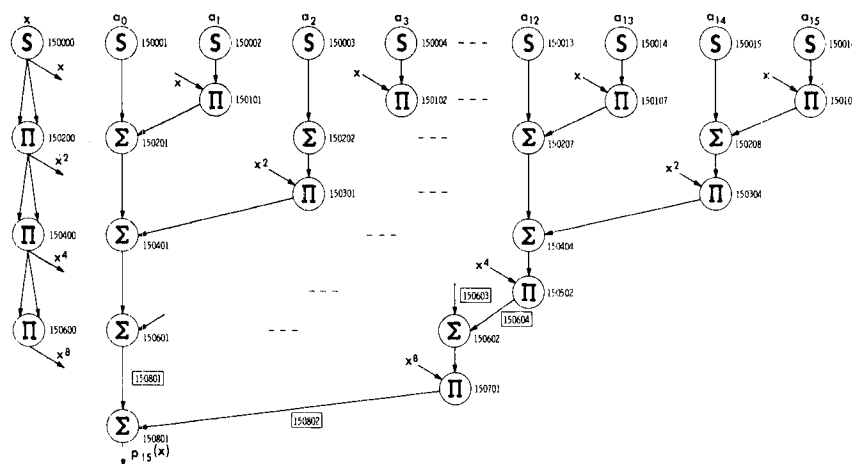 x a₀ a₁ a₂ a₃ a₁₂ a₁₃ a₁₄ a₁₅
S 150000 S 150001 S 150002 S 150003 S 150004 --- S 150013 S 150014 S 150015 S
x x x x x
Π 150101 Π 150102 --- Π 150107 Π
Π 150200 Σ 150201 Σ 150202 --- Σ 150207 Σ 150208
x² x² x²
Π 150301 --- Π 150304
Π 150400 Σ 150401 --- Σ 150404
x⁴ x⁴
--- Π 150502
150603 150604
Π 150600 Σ 150601 --- Σ 150602
x⁸ x⁸
150801 Π 150701
150802
Σ 150801
p₁₅(x)